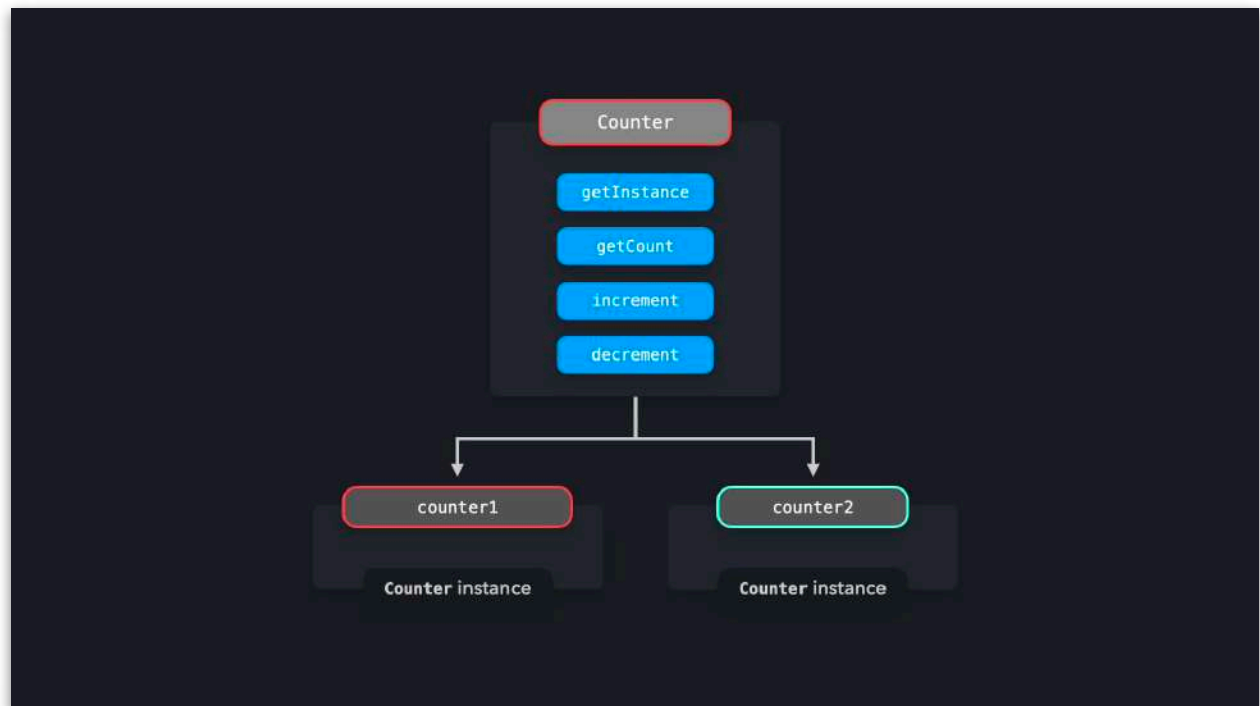 Counter
getInstance
getCount
increment
decrement
counter1
counter2
Counter instance
Counter instance